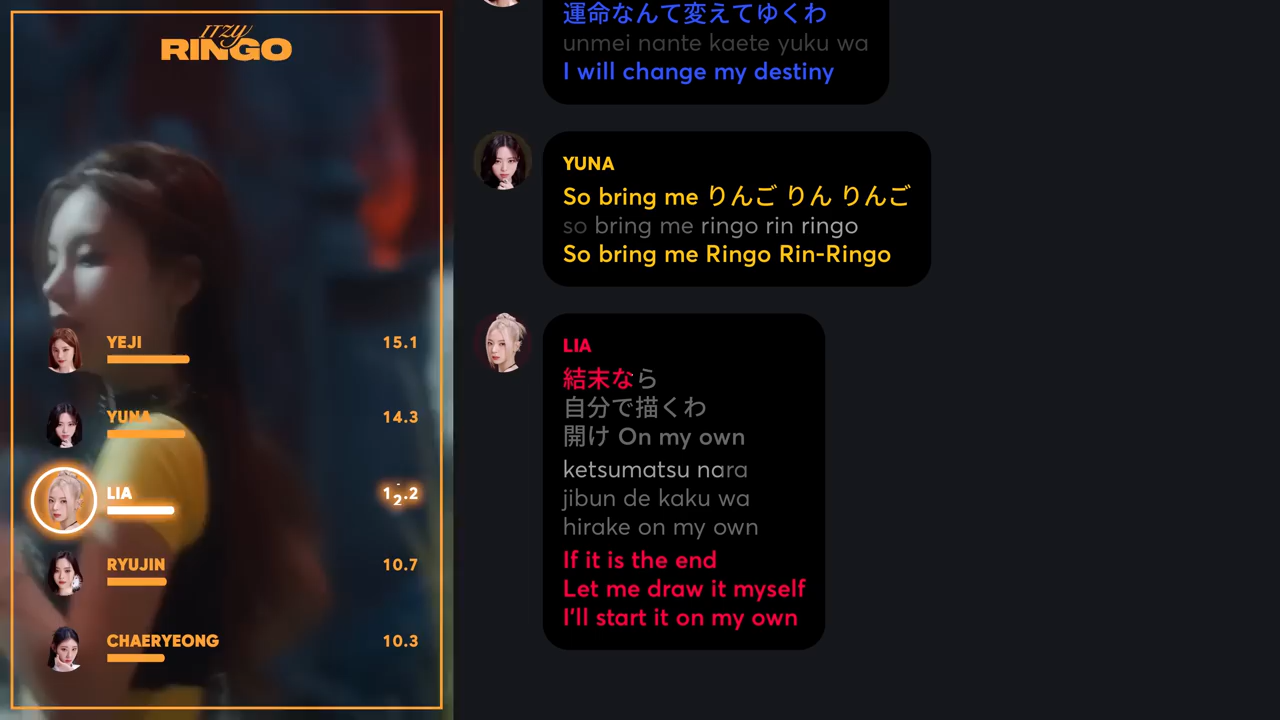 ITZY
RINGO
YEJI
15.1
YUNA
14.3
LIA
12.2
RYUJIN
10.7
CHAERYEONG
10.3
運命なんて変えてゆくわ
unmei nante kaete yuku wa
I will change my destiny
YUNA
So bring me りんご りん りんご
so bring me ringo rin ringo
So bring me Ringo Rin-Ringo
LIA
結末なら
自分で描くわ
開け On my own
ketsumatsu nara
jibun de kaku wa
hirake on my own
If it is the end
Let me draw it myself
I'll start it on my own